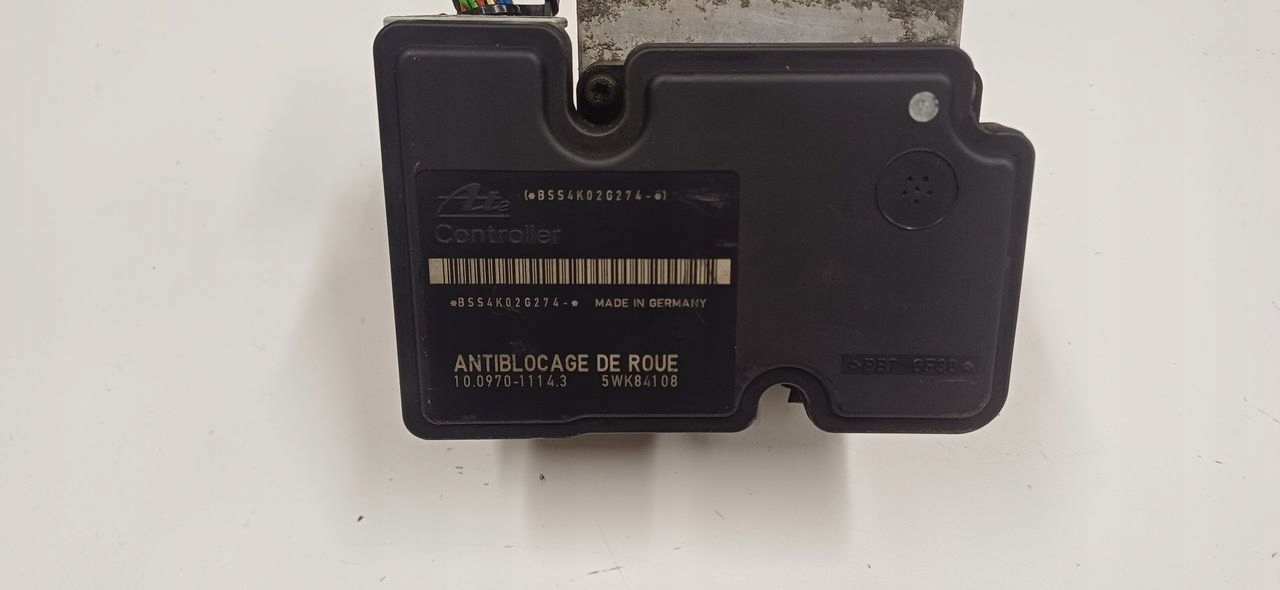 Ate
(*BSS4K02G274-*)
Controller
*BSS4K02G274-* MADE IN GERMANY
ANTIBLOCAGE DE ROUE
10.0970-1114.3 5WK84108